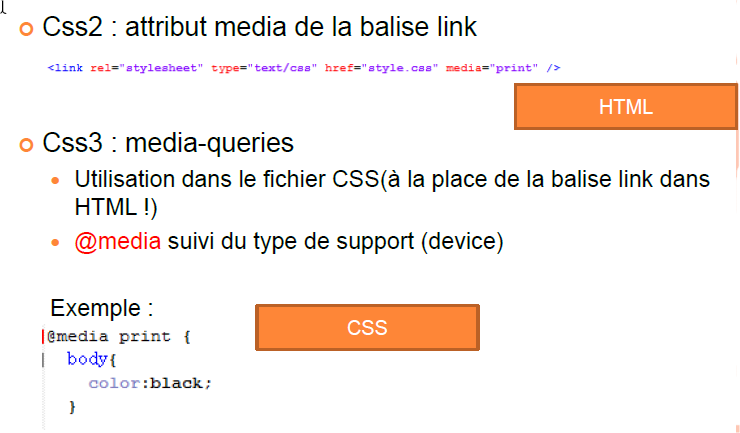 Css2 : attribut media de la balise link
<link rel="stylesheet" type="text/css" href="style.css" media="print" />
HTML
Css3 : media-queries
Utilisation dans le fichier CSS(à la place de la balise link dans
HTML !)
@media suivi du type de support (device)
Exemple :
CSS
@media print {
body{
color:black;
}